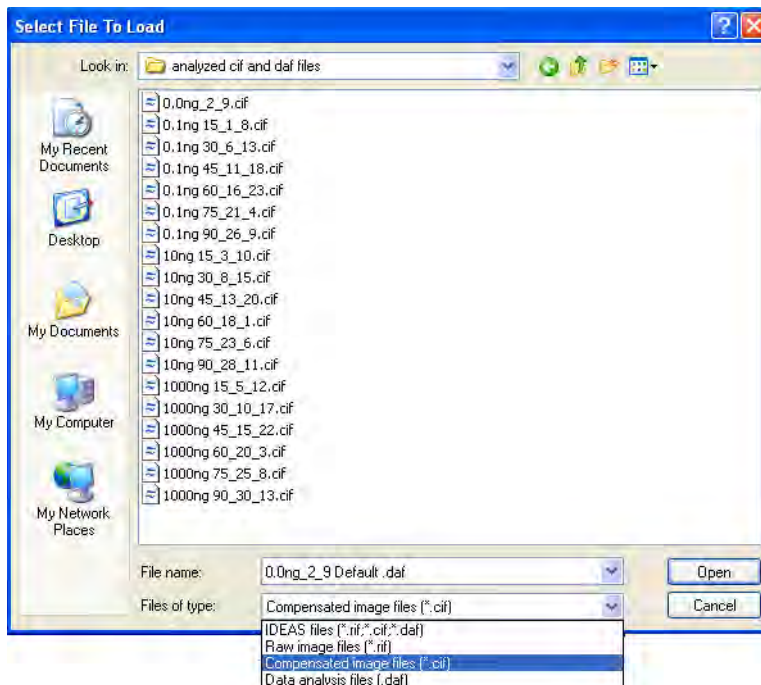 Select File To Load
Look in: analyzed cif and daf files
My Recent
Documents
Desktop
My Documents
My Computer
My Network
Places
0.0ng_2_9.cif
0.1ng 15_1_8.cif
0.1ng 30_6_13.cif
0.1ng 45_11_18.cif
0.1ng 60_16_23.cif
0.1ng 75_21_4.cif
0.1ng 90_26_9.cif
10ng 15_3_10.cif
10ng 30_8_15.cif
10ng 45_13_20.cif
10ng 60_18_1.cif
10ng 75_23_6.cif
10ng 90_28_11.cif
1000ng 15_5_12.cif
1000ng 30_10_17.cif
1000ng 45_15_22.cif
1000ng 60_20_3.cif
1000ng 75_25_8.cif
1000ng 90_30_13.cif
File name: 0.0ng_2_9 Default .daf Open
Files of type: Compensated image files (*.cif) Cancel
IDEAS files (*.rif;*.cif;*.daf)
Raw image files (*.rif)
Compensated image files (*.cif)
Data analysis files (.daf)